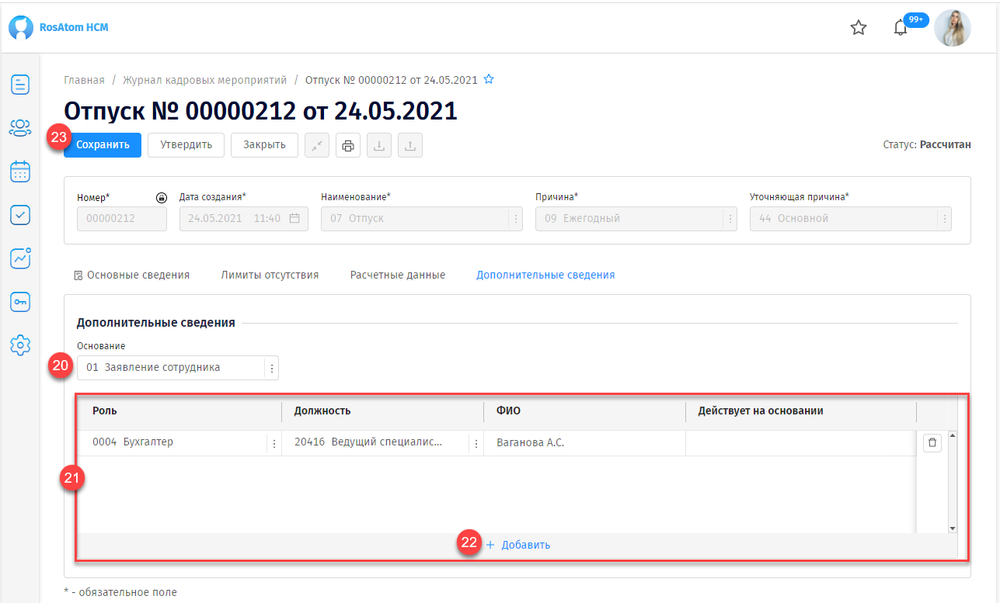 RosAtom HCM
99+
Главная / Журнал кадровых мероприятий / Отпуск № 00000212 от 24.05.2021
Отпуск № 00000212 от 24.05.2021
23
Сохранить Утвердить Закрыть Статус: Рассчитан
Номер* Дата создания* Наименование* Причина* Уточняющая причина*
00000212 24.05.2021 11:40 07 Отпуск 09 Ежегодный 44 Основной
Основные сведения Лимиты отсутствия Расчетные данные Дополнительные сведения
Дополнительные сведения
Основание
20 01 Заявление сотрудника
Роль Должность ФИО Действует на основании
0004 Бухгалтер 20416 Ведущий специалис... Ваганова А.С.
21
22 + Добавить
* - обязательное поле